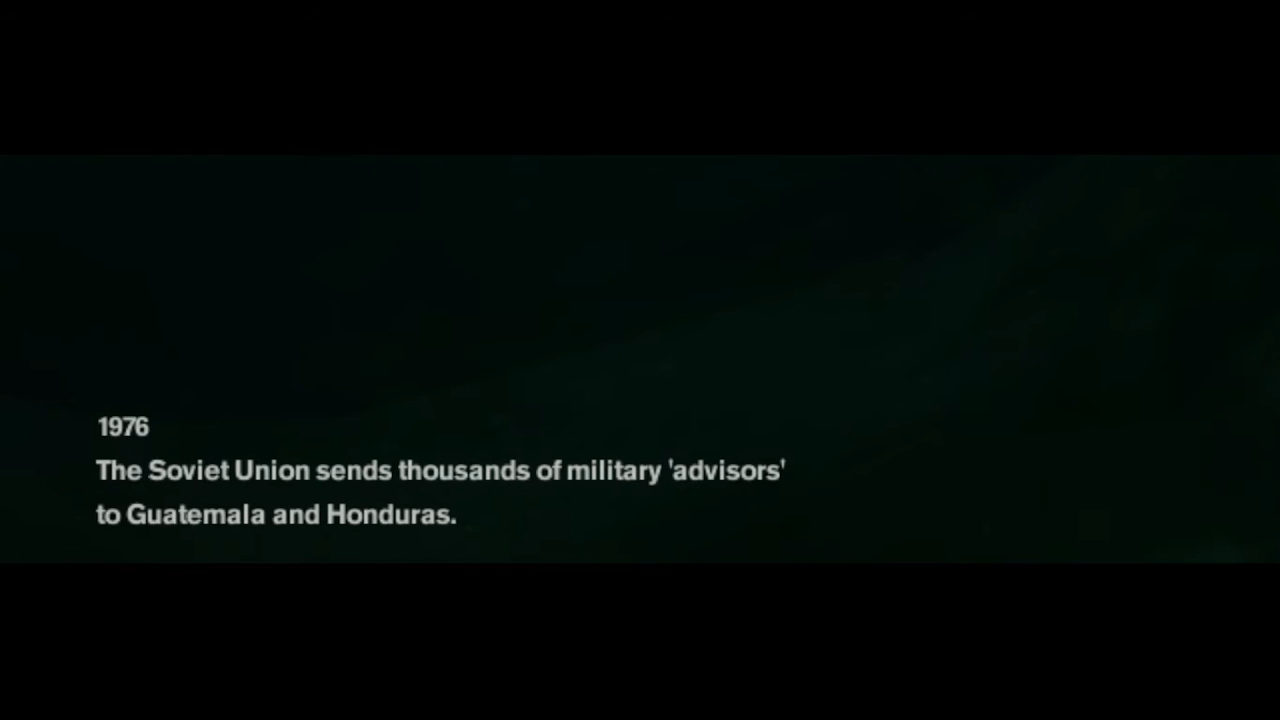 1976
The Soviet Union sends thousands of military 'advisors'
to Guatemala and Honduras.